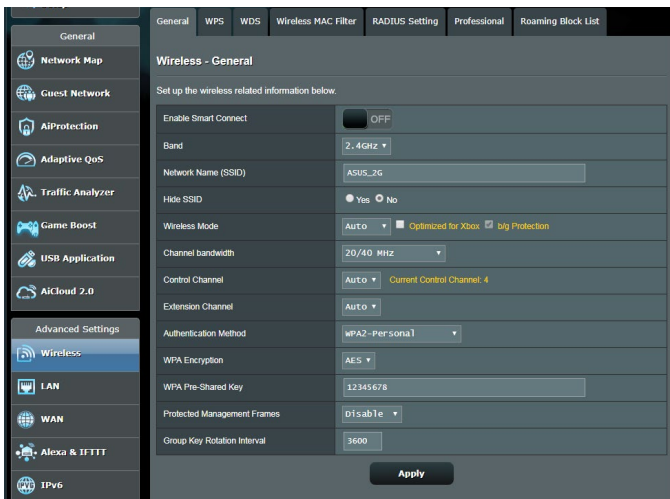 General WPS WDS Wireless MAC Filter RADIUS Setting Professional Roaming Block List
General
Network Map
Guest Network
AiProtection
Adaptive QoS
Traffic Analyzer
Game Boost
USB Application
AiCloud 2.0
Advanced Settings
Wireless
LAN
WAN
Alexa & IFTTT
IPv6
Wireless - General
Set up the wireless related information below.
Enable Smart Connect OFF
Band 2.4GHz
Network Name (SSID) ASUS_2G
Hide SSID Yes No
Wireless Mode Auto Optimized for Xbox b/g Protection
Channel bandwidth 20/40 MHz
Control Channel Auto Current Control Channel: 4
Extension Channel Auto
Authentication Method WPA2-Personal
WPA Encryption AES
WPA Pre-Shared Key 12345678
Protected Management Frames Disable
Group Key Rotation Interval 3600
Apply